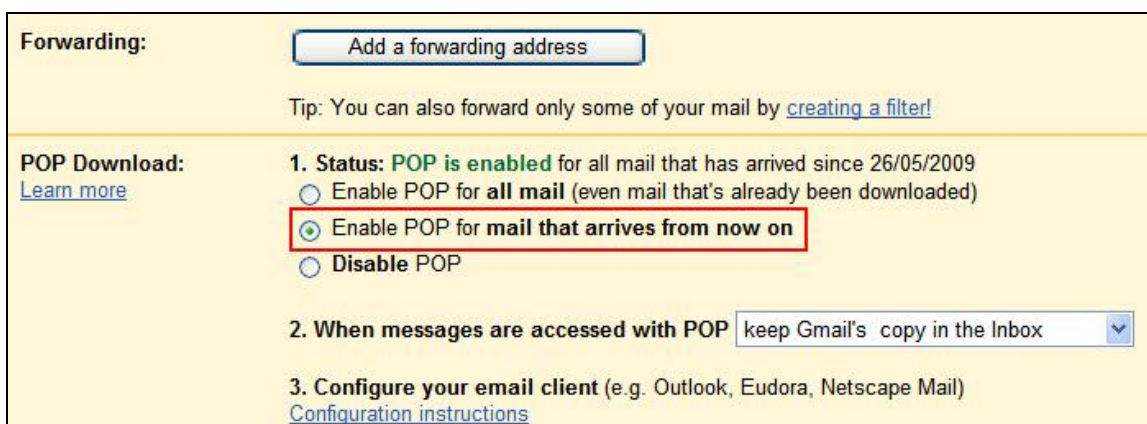 Forwarding:
Add a forwarding address
Tip: You can also forward only some of your mail by creating a filter!
POP Download:
Learn more
1. Status: POP is enabled for all mail that has arrived since 26/05/2009
Enable POP for all mail (even mail that's already been downloaded)
Enable POP for mail that arrives from now on
Disable POP
2. When messages are accessed with POP keep Gmail's copy in the Inbox
3. Configure your email client (e.g. Outlook, Eudora, Netscape Mail)
Configuration instructions